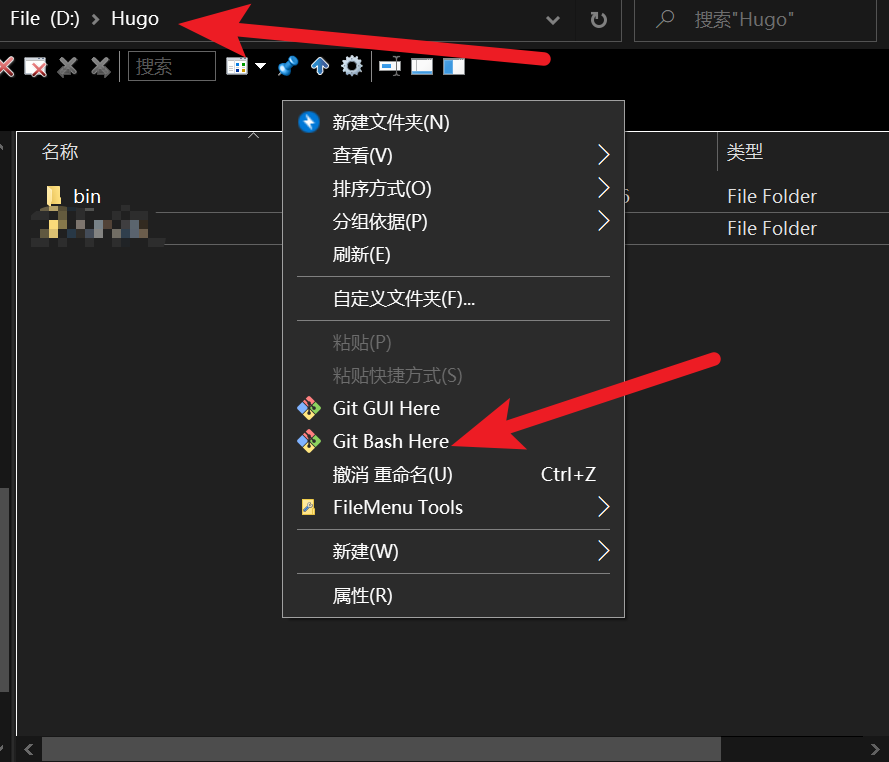 File (D:) > Hugo
搜索"Hugo"
搜索
名称
类型
bin
File Folder
File Folder
新建文件夹(N)
查看(V)
排序方式(O)
分组依据(P)
刷新(E)
自定义文件夹(F)...
粘贴(P)
粘贴快捷方式(S)
Git GUI Here
Git Bash Here
撤消 重命名(U) Ctrl+Z
FileMenu Tools
新建(W)
属性(R)